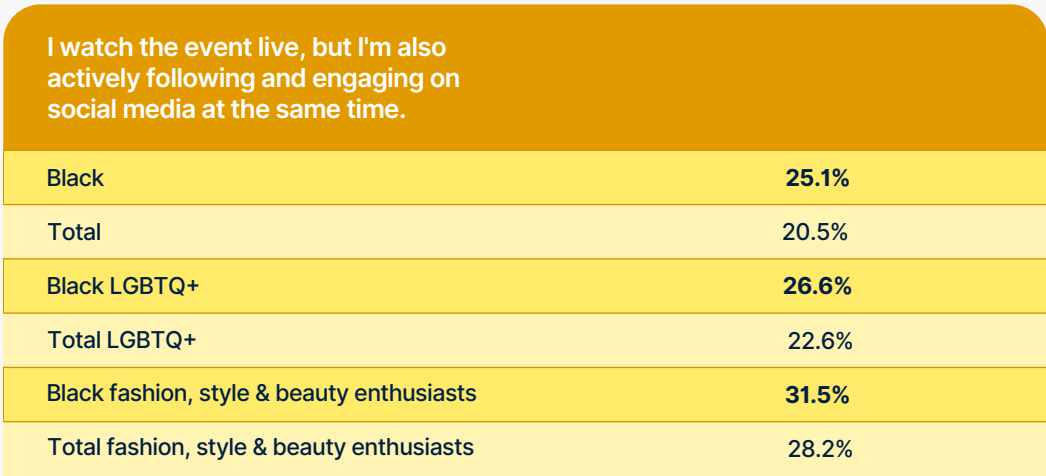 I watch the event live, but I'm also
actively following and engaging on
social media at the same time.
Black 25.1%
Total 20.5%
Black LGBTQ+ 26.6%
Total LGBTQ+ 22.6%
Black fashion, style & beauty enthusiasts 31.5%
Total fashion, style & beauty enthusiasts 28.2%